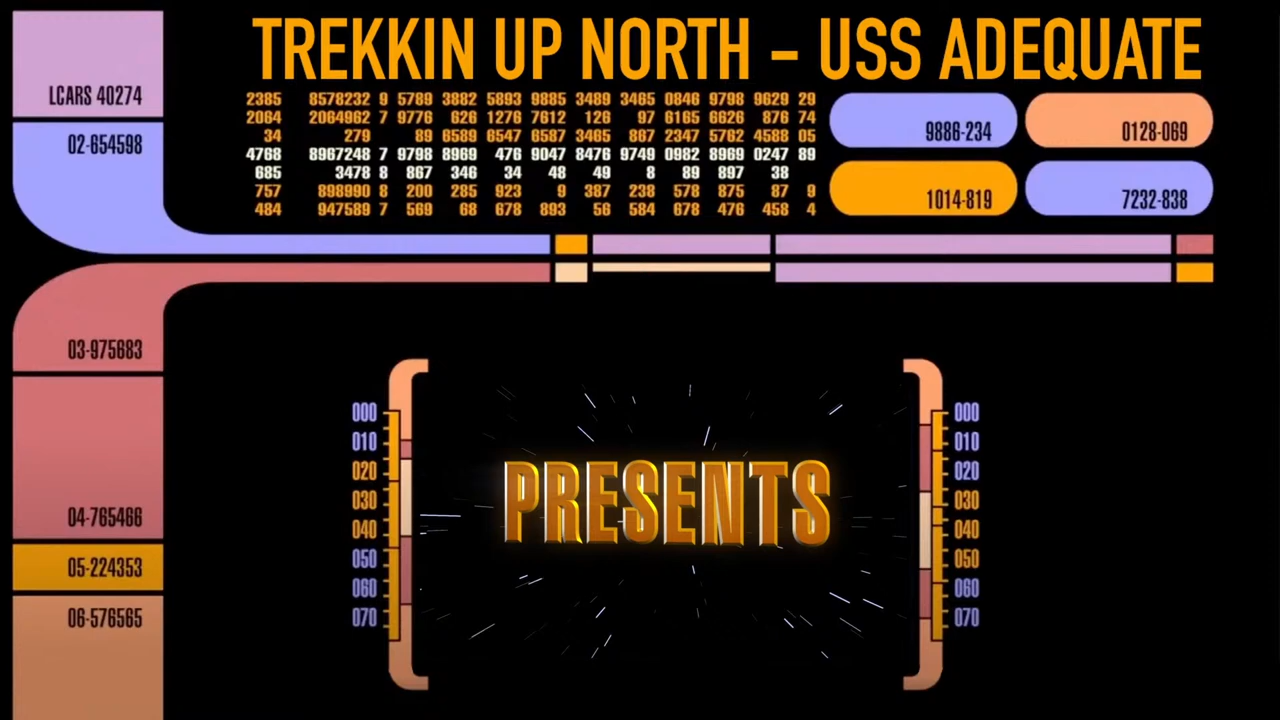 TREKKIN UP NORTH - USS ADEQUATE
LCARS 40274
02-654598
2385 8578232 9 5789 3882 5893 9885 3489 3465 0846 9798 9629 29
2064 2064962 7 9776 626 1276 7612 126 97 6165 6626 876 74
34 279 89 6589 6547 6587 3465 867 2347 5762 4588 05
4768 8967248 7 9798 8969 476 9047 8476 9749 0982 8969 0247 89
685 3478 8 867 346 34 48 49 8 89 897 38
757 898990 8 200 285 923 9 387 238 578 875 87 9
484 947589 7 569 68 678 893 56 584 678 476 458 4
9886-234 0128-069
1014-819 7232-838
03-975683
04-765466
05-224353
06-576565
000
010
020
030
040
050
060
070
PRESENTS
000
010
020
030
040
050
060
070